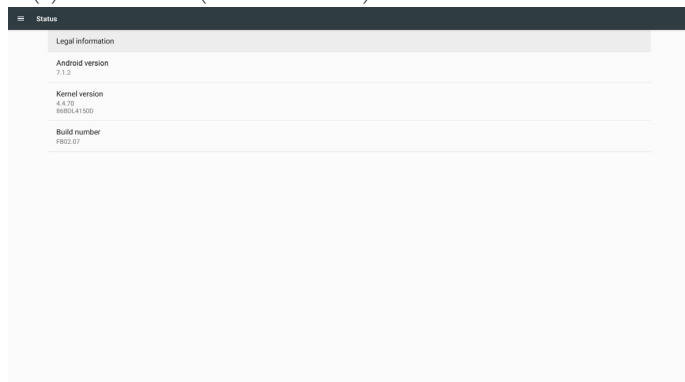 Status
Legal information
Android version
7.1.2
Kernel version
4.4.70
86BDL4150D
Build number
FB02.07